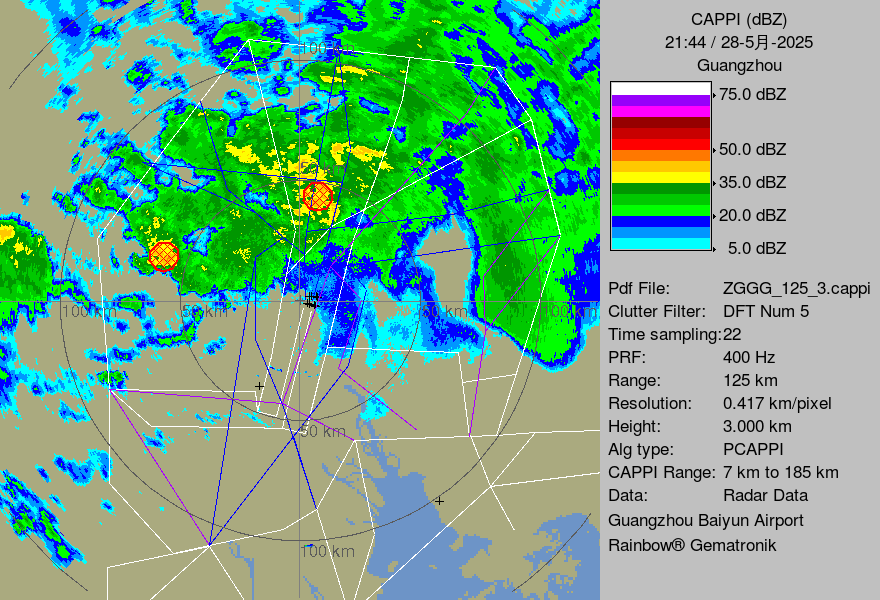 CAPPI (dBZ)
21:44 / 28-5月-2025
Guangzhou
75.0 dBZ
50.0 dBZ
35.0 dBZ
20.0 dBZ
5.0 dBZ
Pdf File: ZGGG_125_3.cappi
Clutter Filter: DFT Num 5
Time sampling:22
PRF: 400 Hz
Range: 125 km
Resolution: 0.417 km/pixel
Height: 3.000 km
Alg type: PCAPPI
CAPPI Range: 7 km to 185 km
Data: Radar Data
Guangzhou Baiyun Airport
Rainbow® Gematronik
100 km
100 km
50 km
50 km
100 km
50 km
100 km